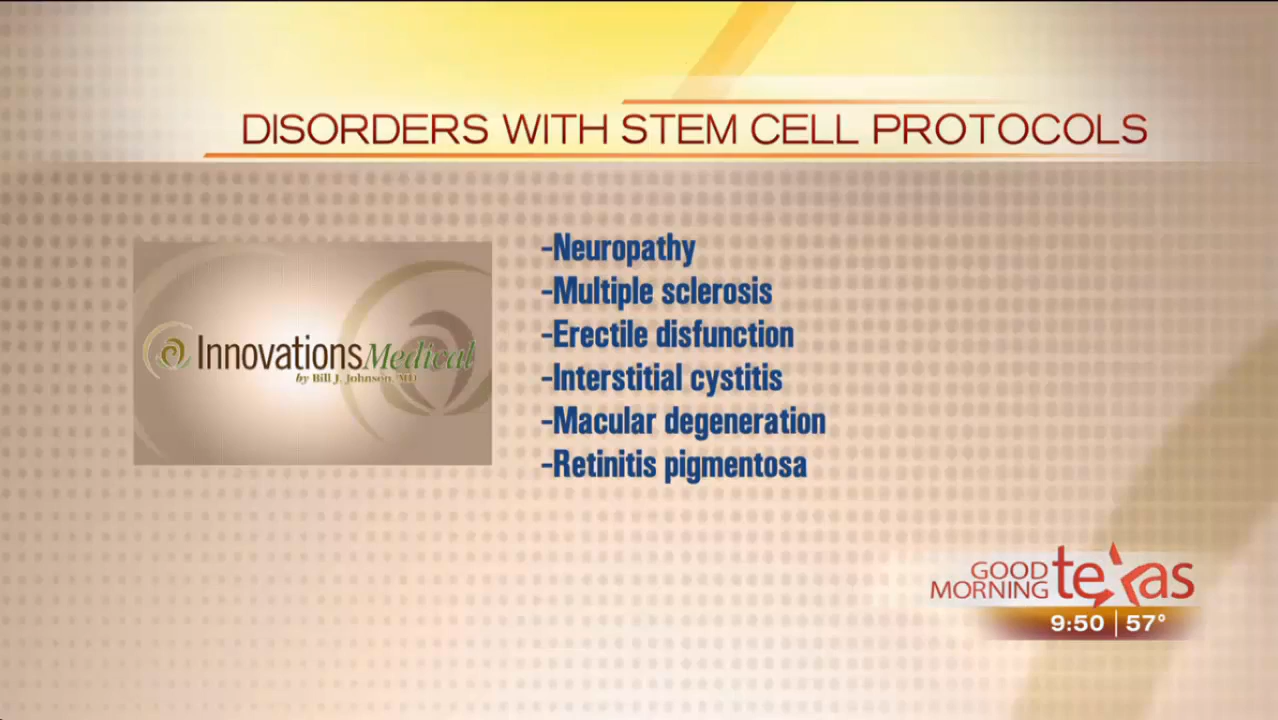 DISORDERS WITH STEM CELL PROTOCOLS
Innovations Medical
by Bill J. Johnson, MD
-Neuropathy
-Multiple sclerosis
-Erectile disfunction
-Interstitial cystitis
-Macular degeneration
-Retinitis pigmentosa
GOOD MORNING texas
9:50 | 57°